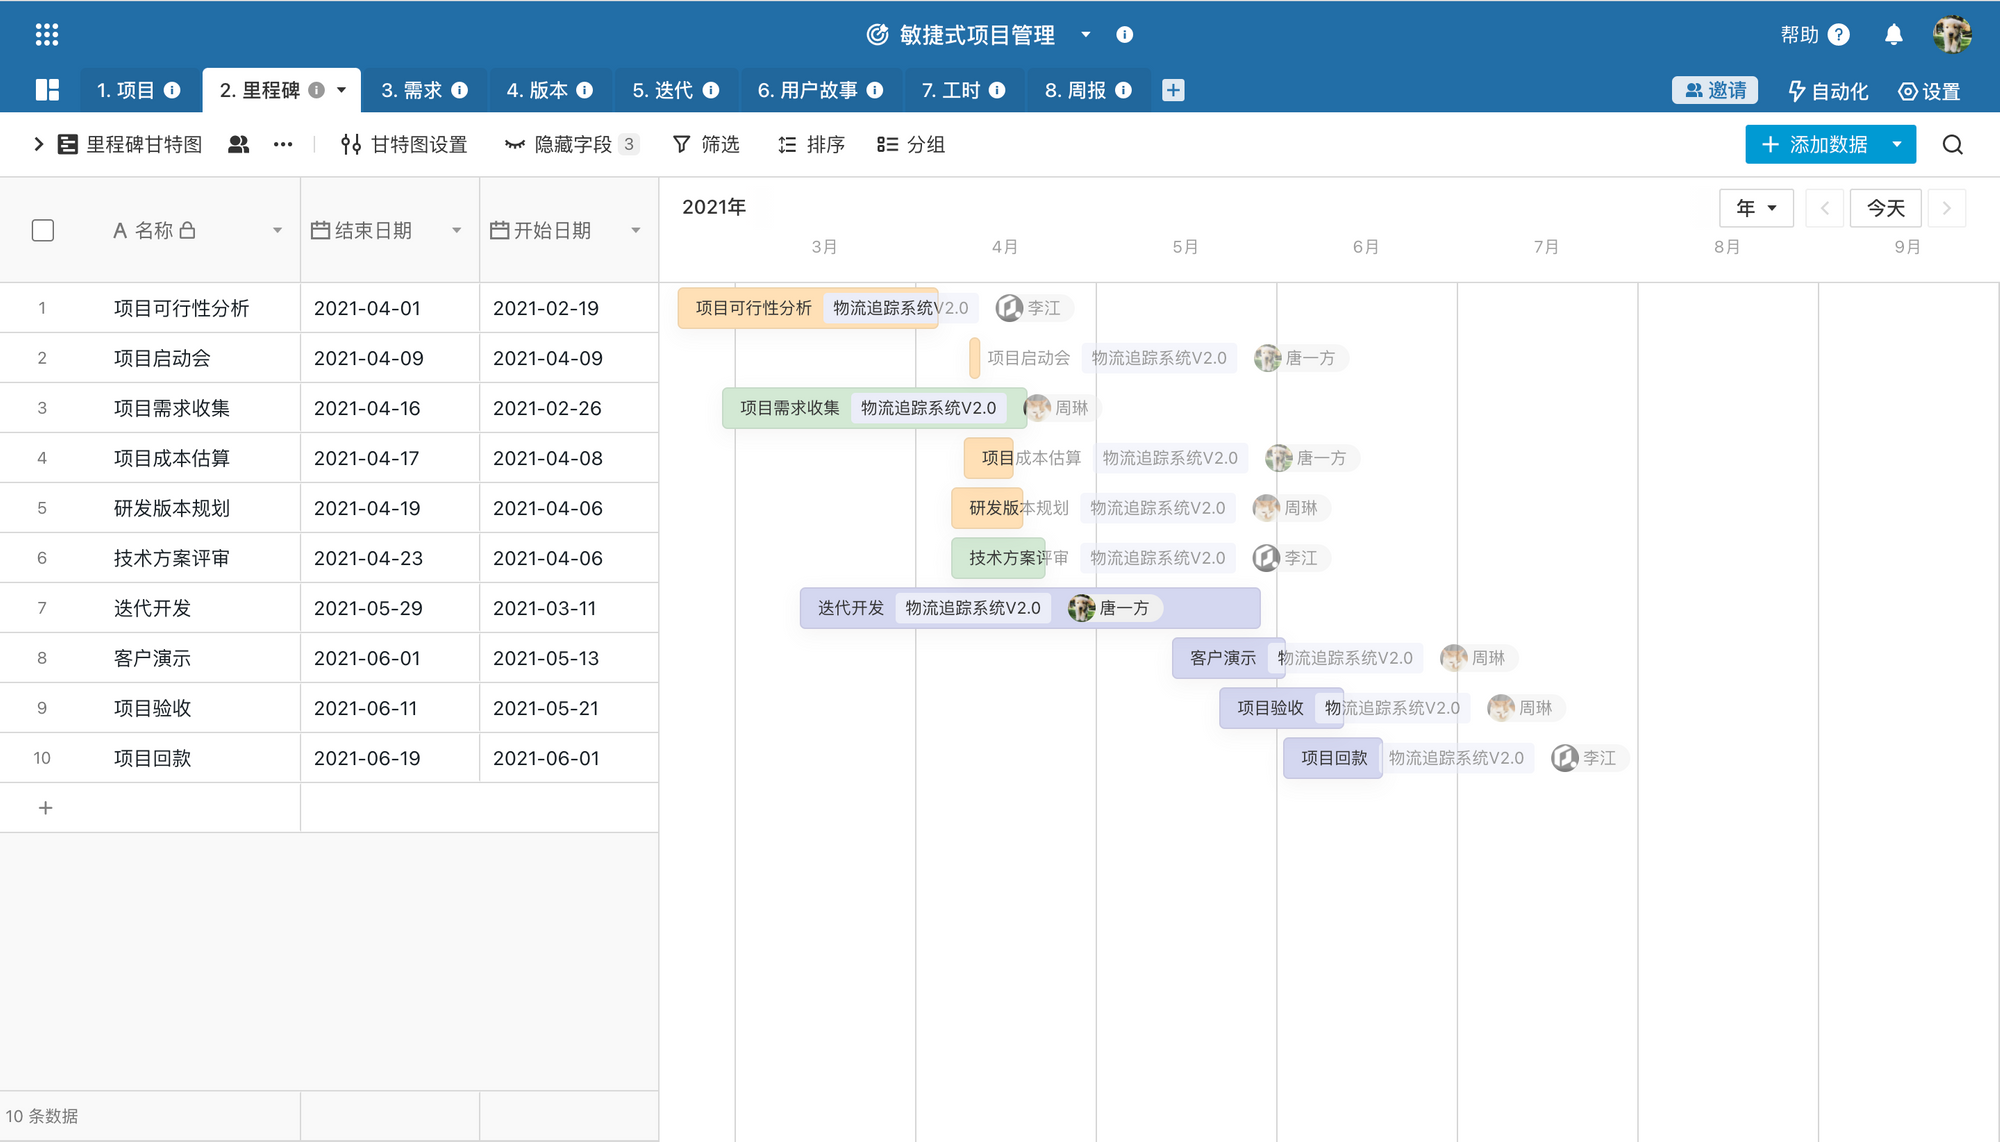 敏捷式项目管理
帮助
1. 项目
2. 里程碑
3. 需求
4. 版本
5. 迭代
6. 用户故事
7. 工时
8. 周报
邀请
自动化
设置
里程碑甘特图
甘特图设置
隐藏字段 3
筛选
排序
分组
添加数据
A 名称
结束日期
开始日期
2021年
年
今天
3月 4月 5月 6月 7月 8月 9月
1 项目可行性分析 2021-04-01 2021-02-19 项目可行性分析 物流追踪系统V2.0 李江
2 项目启动会 2021-04-09 2021-04-09 项目启动会 物流追踪系统V2.0 唐一方
3 项目需求收集 2021-04-16 2021-02-26 项目需求收集 物流追踪系统V2.0 周琳
4 项目成本估算 2021-04-17 2021-04-08 项目成本估算 物流追踪系统V2.0 唐一方
5 研发版本规划 2021-04-19 2021-04-06 研发版本规划 物流追踪系统V2.0 周琳
6 技术方案评审 2021-04-23 2021-04-06 技术方案评审 物流追踪系统V2.0 李江
7 迭代开发 2021-05-29 2021-03-11 迭代开发 物流追踪系统V2.0 唐一方
8 客户演示 2021-06-01 2021-05-13 客户演示 物流追踪系统V2.0 周琳
9 项目验收 2021-06-11 2021-05-21 项目验收 物流追踪系统V2.0 周琳
10 项目回款 2021-06-19 2021-06-01 项目回款 物流追踪系统V2.0 李江
10 条数据